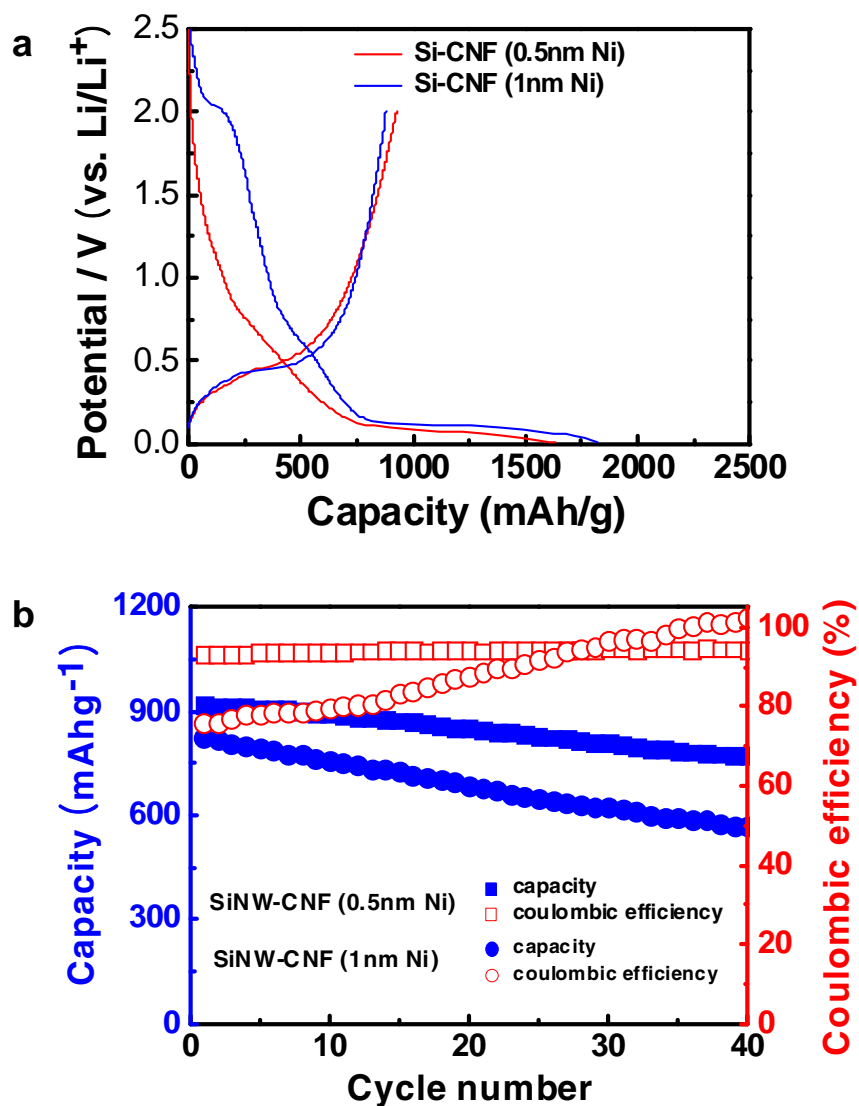 a
Potential / V (vs. Li/Li+)
2.5
2.0
1.5
1.0
0.5
0.0
Si-CNF (0.5nm Ni)
Si-CNF (1nm Ni)
0 500 1000 1500 2000 2500
Capacity (mAh/g)
b
Capacity (mAhg-1)
1200
900
600
300
0
SiNW-CNF (0.5nm Ni)
capacity
coulombic efficiency
SiNW-CNF (1nm Ni)
capacity
coulombic efficiency
100
80
60
40
20
0
Coulombic efficiency (%)
0 10 20 30 40
Cycle number